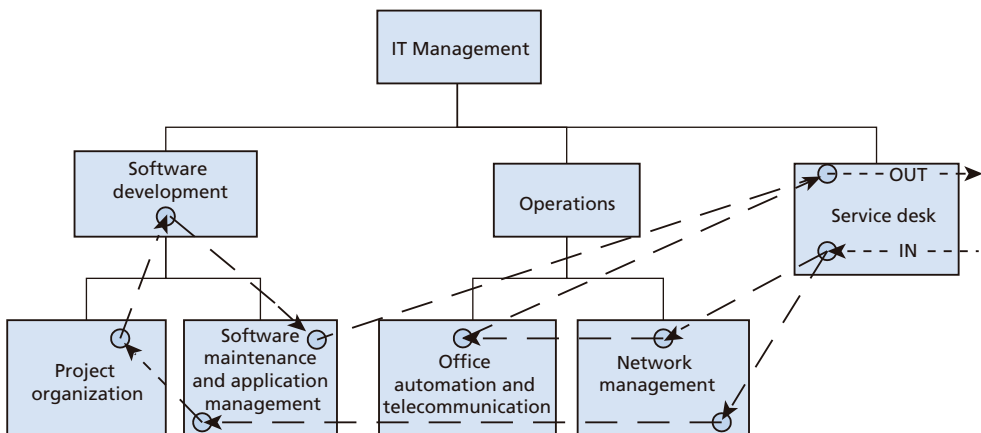 IT Management
Software
development
Operations
OUT
Service desk
IN
Project
organization
Software
maintenance
and application
management
Office
automation and
telecommunication
Network
management